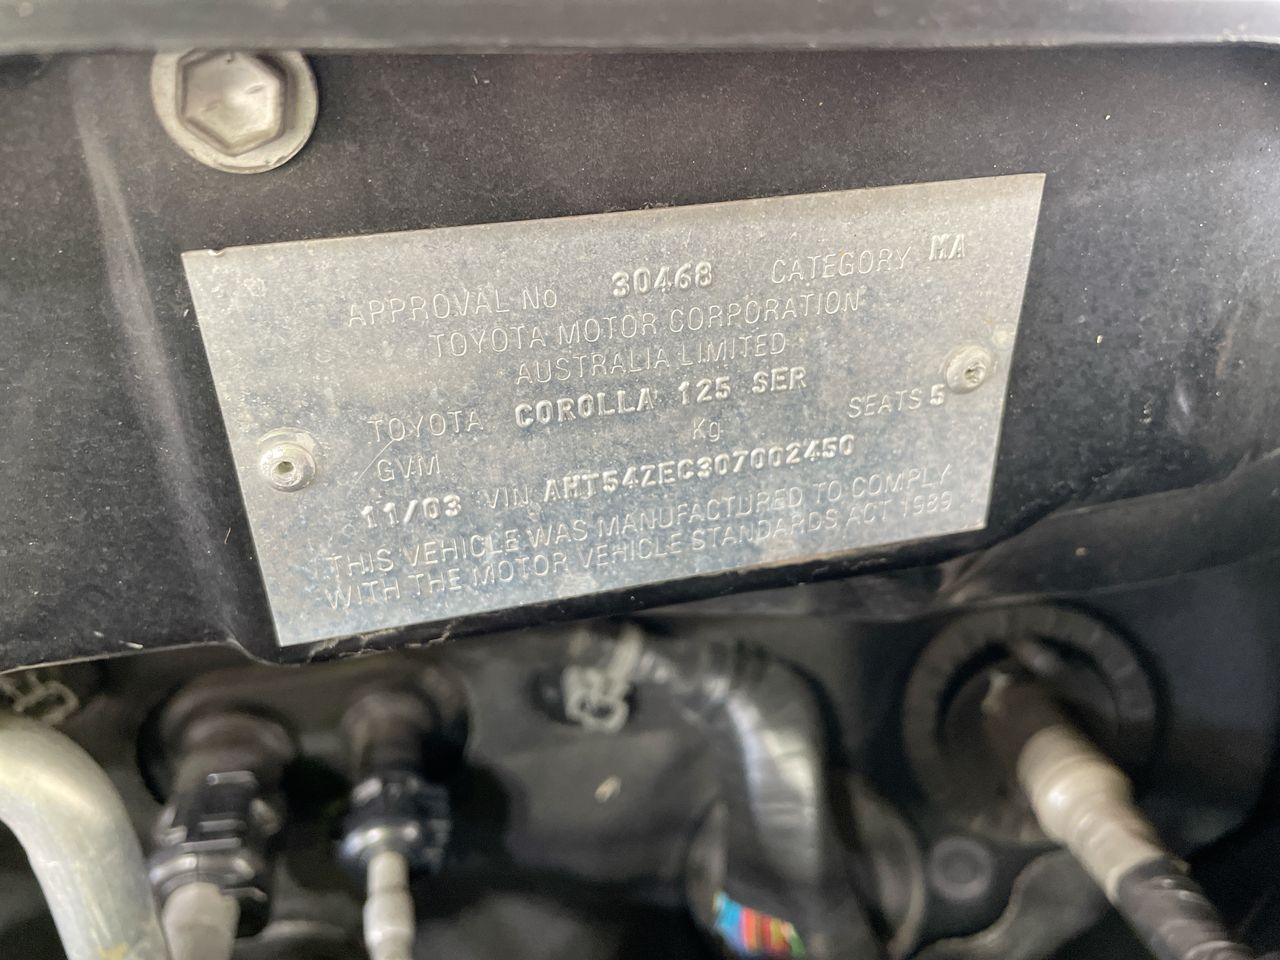 APPROVAL No 30468 CATEGORY MA
TOYOTA MOTOR CORPORATION
AUSTRALIA LIMITED
TOYOTA COROLLA 125 SER
GVM Kg SEATS 5
11/03 VIN AHT54ZEC307002450
THIS VEHICLE WAS MANUFACTURED TO COMPLY
WITH THE MOTOR VEHICLE STANDARDS ACT 1989